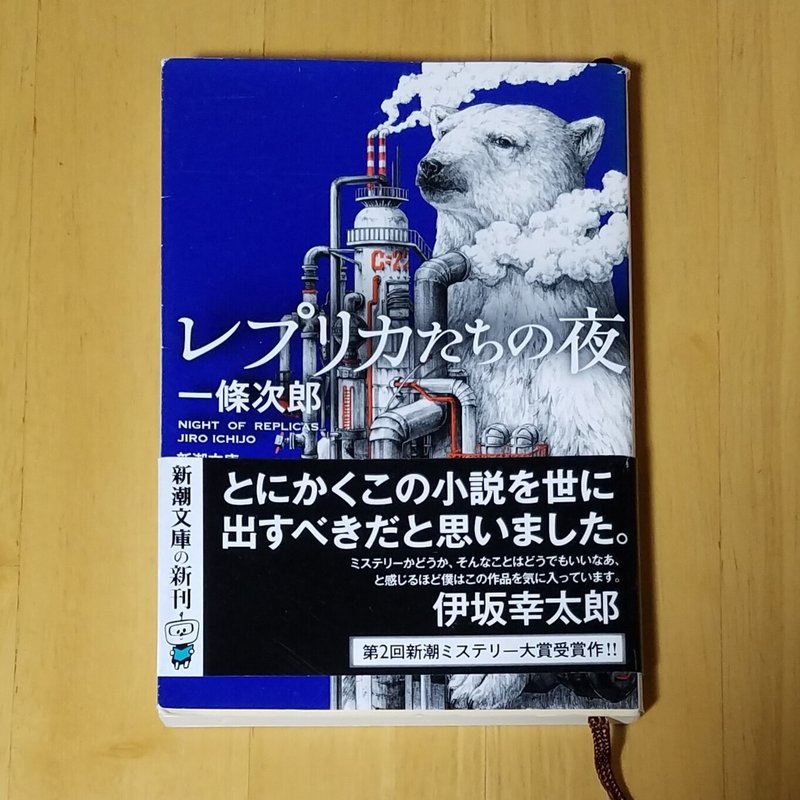 C=22
レプリカたちの夜
一條次郎
NIGHT OF REPLICAS
JIRO ICHIJO
新潮文庫
新潮文庫の新刊
とにかくこの小説を世に
出すべきだと思いました。
ミステリーかどうか、そんなことはどうでもいいなあ、
と感じるほど僕はこの作品を気に入っています。
伊坂幸太郎
第2回新潮ミステリー大賞受賞作!!